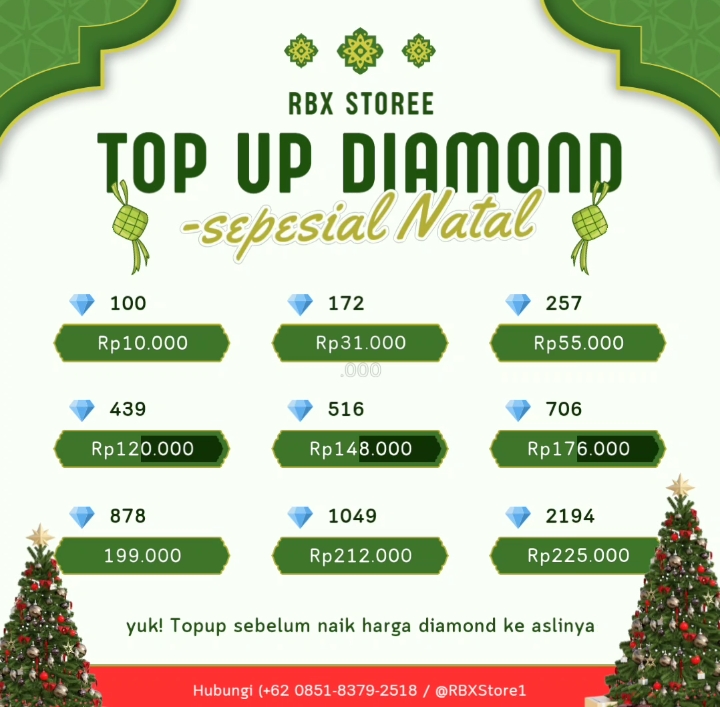 RBX STOREE
TOP UP DIAMOND
-sepesial Natal
100 172 257
Rp10.000 Rp31.000 Rp55.000
.000
439 516 706
Rp120.000 Rp148.000 Rp176.000
878 1049 2194
199.000 Rp212.000 Rp225.000
yuk! Topup sebelum naik harga diamond ke aslinya
Hubungi (+62 0851-8379-2518 / @RBXStore1